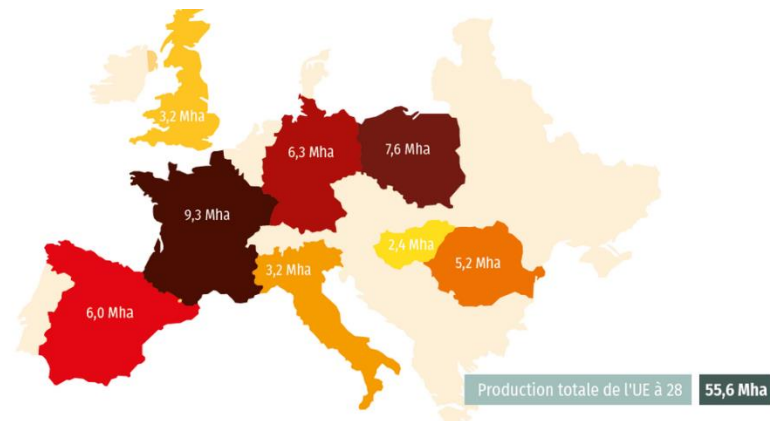 3,2 Mha
6,3 Mha
7,6 Mha
9,3 Mha
2,4 Mha
3,2 Mha
5,2 Mha
6,0 Mha
Production totale de l'UE à 28 55,6 Mha